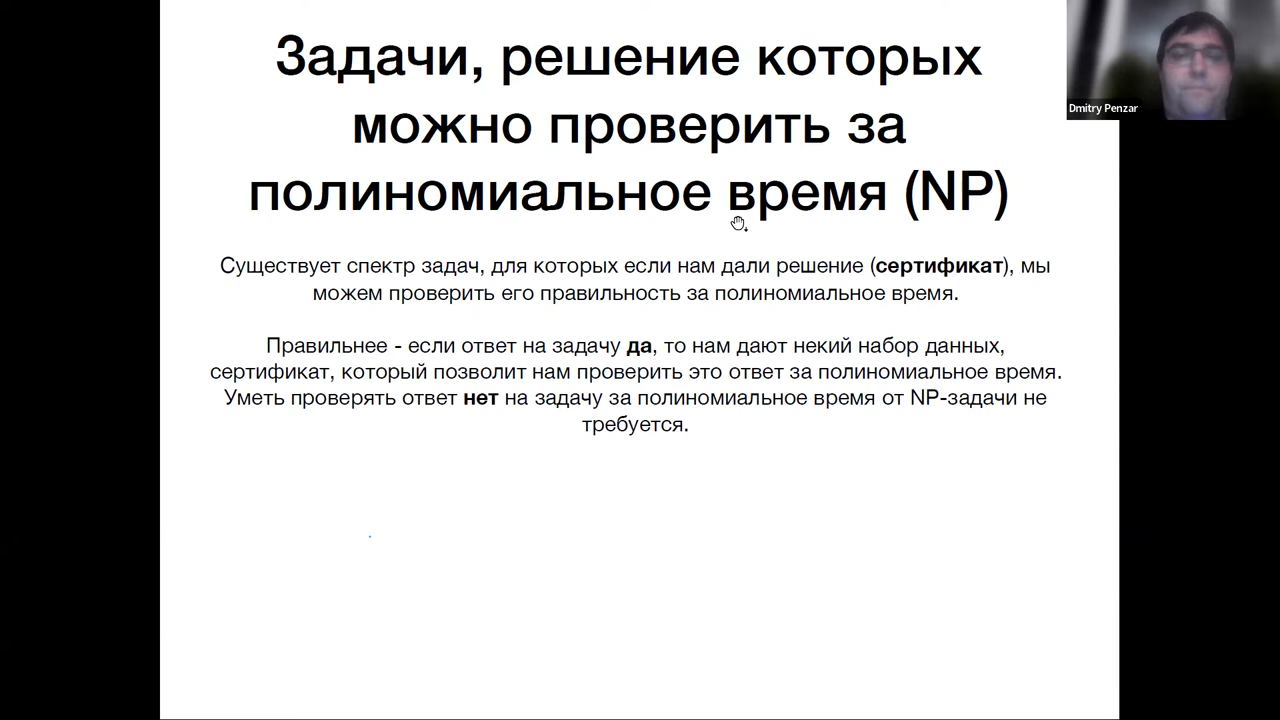 Задачи, решение которых
можно проверить за
полиномиальное время (NP)
Dmitry Penzar
Существует спектр задач, для которых если нам дали решение (сертификат), мы
можем проверить его правильность за полиномиальное время.
Правильнее - если ответ на задачу да, то нам дают некий набор данных,
сертификат, который позволит нам проверить это ответ за полиномиальное время.
Уметь проверять ответ нет на задачу за полиномиальное время от NP-задачи не
требуется.